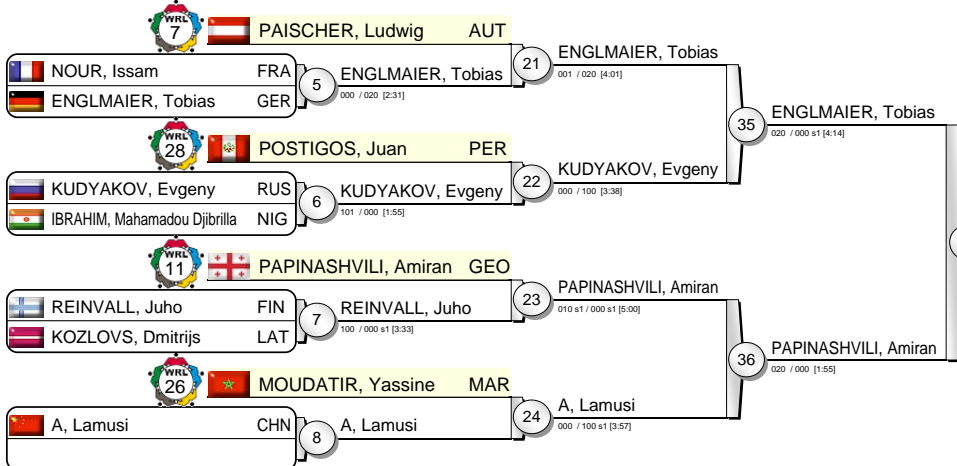 WRL
7
PAISCHER, Ludwig AUT
NOUR, Issam FRA
ENGLMAIER, Tobias GER
5
ENGLMAIER, Tobias
000 / 020 [2:31]
21
ENGLMAIER, Tobias
001 / 020 [4:01]
WRL
28
POSTIGOS, Juan PER
KUDYAKOV, Evgeny RUS
IBRAHIM, Mahamadou Djibrilla NIG
6
KUDYAKOV, Evgeny
101 / 000 [1:55]
22
KUDYAKOV, Evgeny
000 / 100 [3:38]
35
ENGLMAIER, Tobias
020 / 000 s1 [4:14]
WRL
11
PAPINASHVILI, Amiran GEO
REINVALL, Juho FIN
KOZLOVS, Dmitrijs LAT
7
REINVALL, Juho
100 / 000 s1 [3:33]
23
PAPINASHVILI, Amiran
010 s1 / 000 s1 [5:00]
WRL
26
MOUDATIR, Yassine MAR
A, Lamusi CHN
8
A, Lamusi
24
A, Lamusi
000 / 100 s1 [3:57]
36
PAPINASHVILI, Amiran
020 / 000 [1:55]